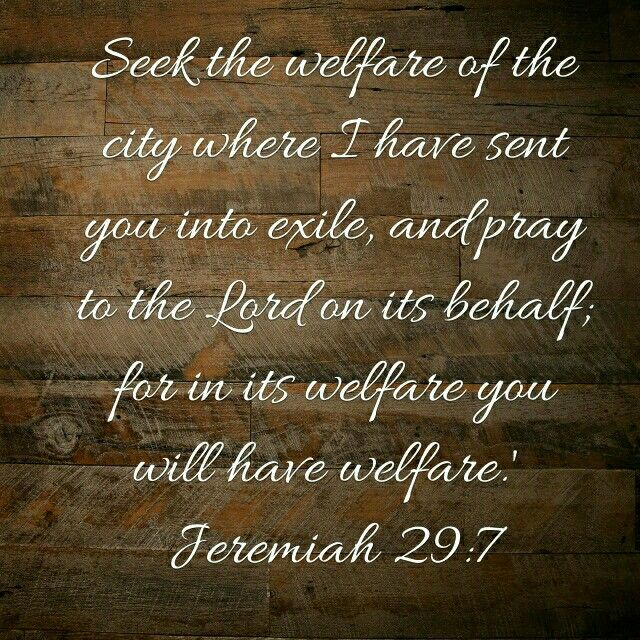 Seek the welfare of the
city where I have sent
you into exile, and pray
to the Lord on its behalf;
for in its welfare you
will have welfare.'
Jeremiah 29:7